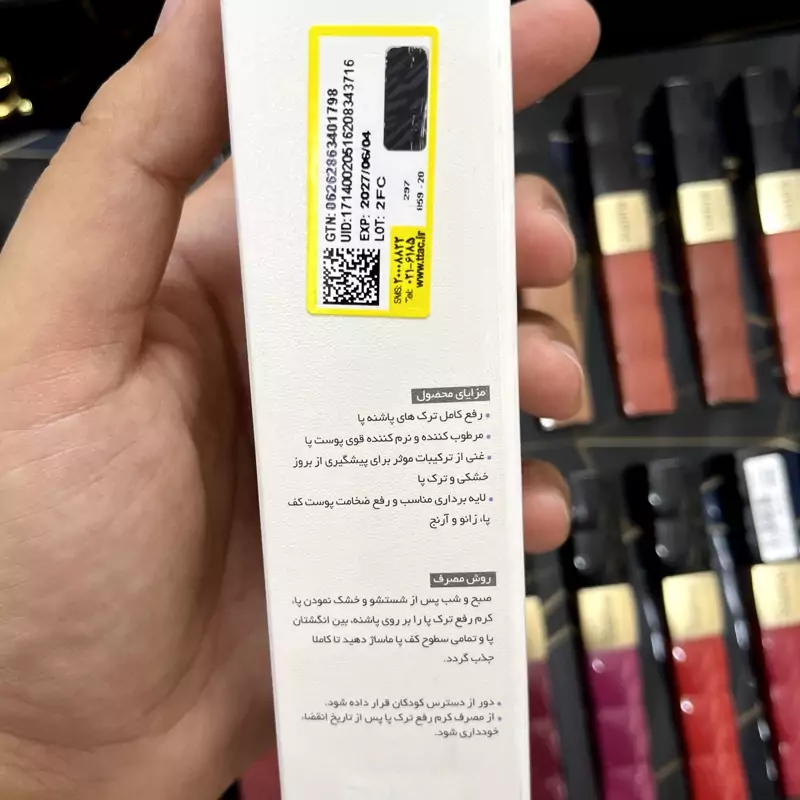 GTN: 06262863401798
UID:17140020516208343716
EXP: 2027/06/04
LOT: 2FC
297
R59 - 20
SMS: ۲۰۰۰۸۸۲۲
Tel: ۰۲۱-۶۱۸۵
www.ttac.ir
مزایای محصول
• رفع کامل ترک های پاشنه پا
• مرطوب کننده و نرم کننده قوی پوست پا
• غنی از ترکیبات موثر برای پیشگیری از بروز
خشکی و ترک پا
• لایه برداری مناسب و رفع ضخامت پوست کف
پا، زانو و آرنج
روش مصرف
صبح و شب پس از شستشو و خشک نمودن پا،
کرم رفع ترک پا را بر روی پاشنه، بین انگشتان
پا و تمامی سطوح کف پا ماساژ دهید تا کاملا
جذب گردد.
• دور از دسترس کودکان قرار داده شود.
• از مصرف کرم رفع ترک پا پس از تاریخ انقضاء،
خودداری شود.